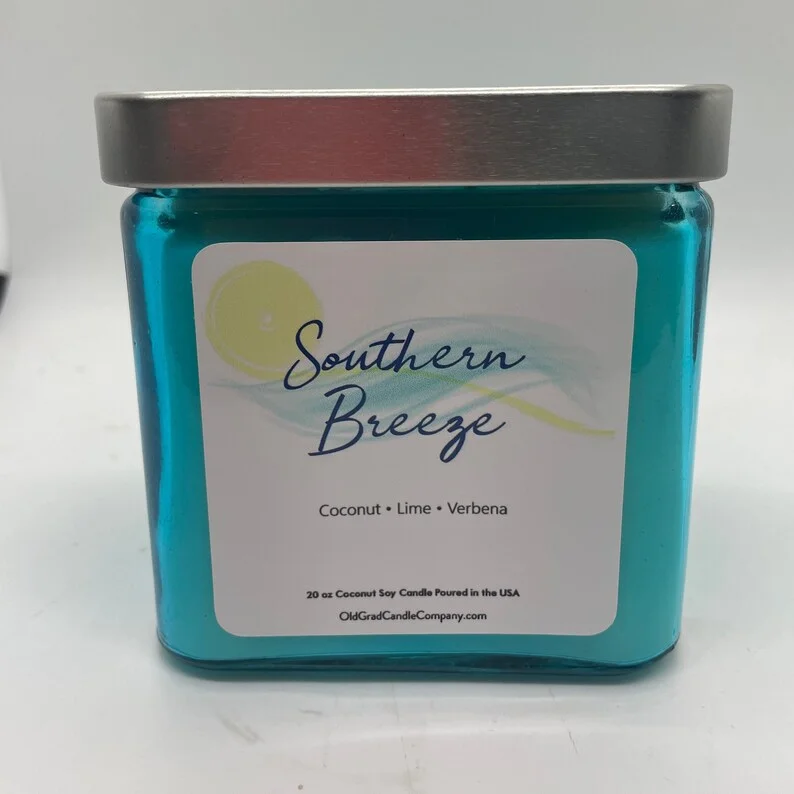 Southern
Breeze
Coconut • Lime • Verbena
20 oz Coconut Soy Candle Poured in the USA
OldGradCandleCompany.com